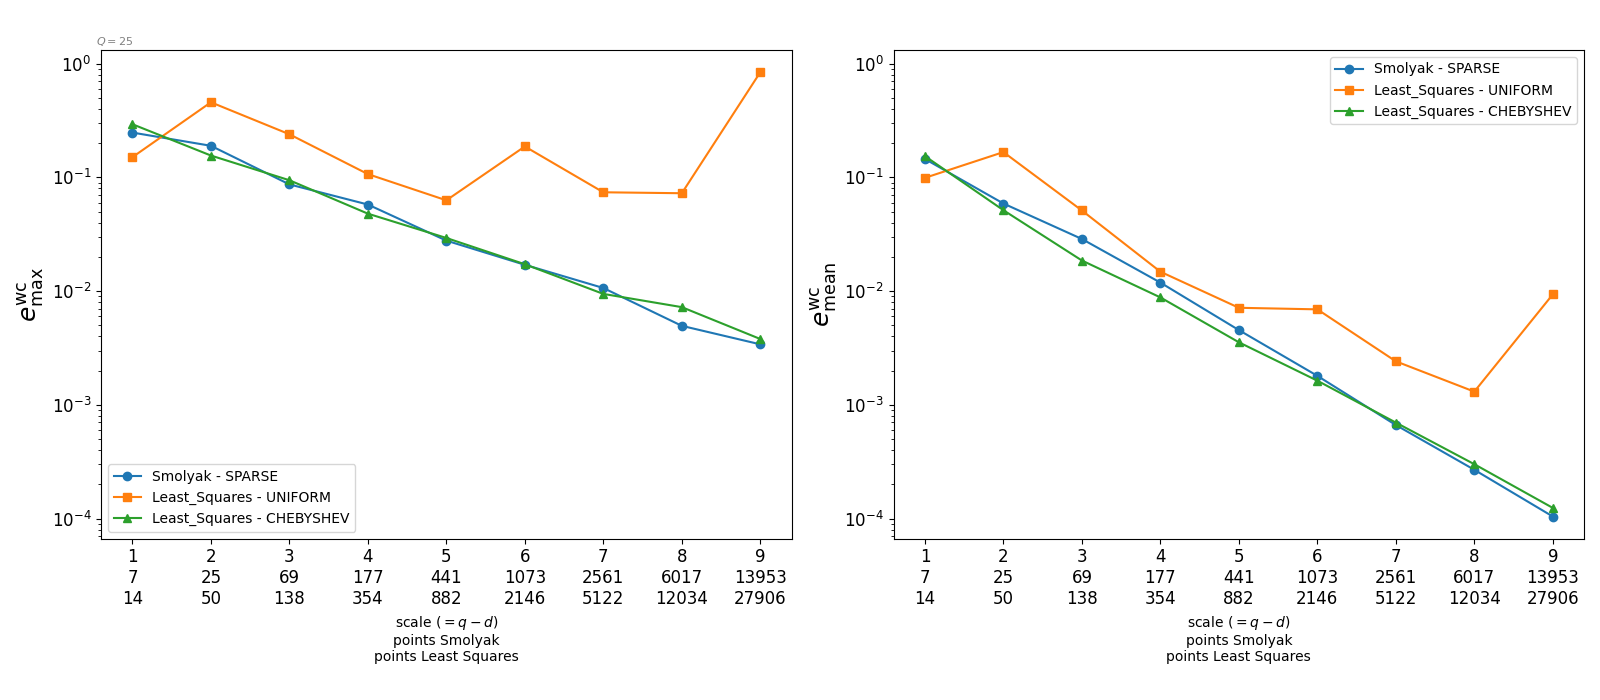 Q = 25
10⁰
10⁻¹
10⁻²
10⁻³
10⁻⁴
e^wc_max
Smolyak - SPARSE
Least_Squares - UNIFORM
Least_Squares - CHEBYSHEV
1 2 3 4 5 6 7 8 9
7 25 69 177 441 1073 2561 6017 13953
14 50 138 354 882 2146 5122 12034 27906
scale (= q − d)
points Smolyak
points Least Squares
10⁰
10⁻¹
10⁻²
10⁻³
10⁻⁴
e^wc_mean
Smolyak - SPARSE
Least_Squares - UNIFORM
Least_Squares - CHEBYSHEV
1 2 3 4 5 6 7 8 9
7 25 69 177 441 1073 2561 6017 13953
14 50 138 354 882 2146 5122 12034 27906
scale (= q − d)
points Smolyak
points Least Squares